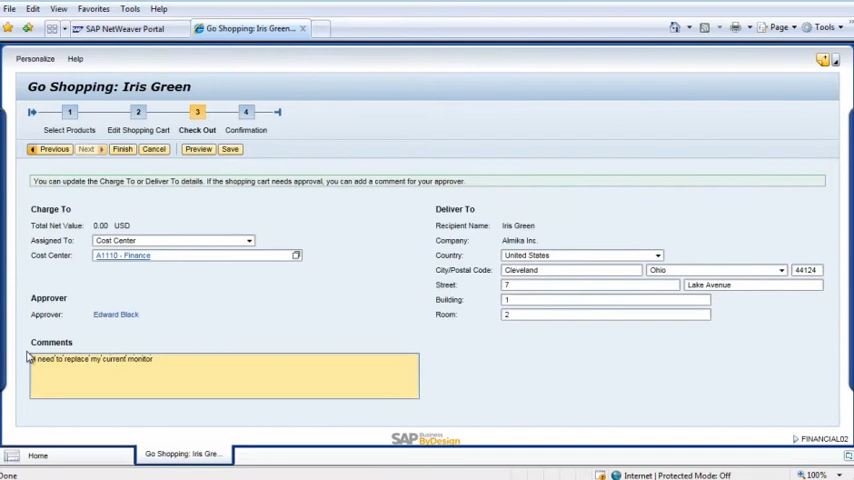 File Edit View Favorites Tools Help
SAP NetWeaver Portal Go Shopping: Iris Green... Page Tools
Personalize Help
Go Shopping: Iris Green
1 2 3 4
Select Products Edit Shopping Cart Check Out Confirmation
Previous Next Finish Cancel Preview Save
You can update the Charge To or Deliver To details. If the shopping cart needs approval, you can add a comment for your approver.
Charge To
Total Net Value: 0.00 USD
Assigned To: Cost Center
Cost Center: A1110 - Finance
Approver
Approver: Edward Black
Comments
need to replace my current monitor
Deliver To
Recipient Name: Iris Green
Company: Almika Inc.
Country: United States
City/Postal Code: Cleveland Ohio 44124
Street: 7 Lake Avenue
Building: 1
Room: 2
SAP Business ByDesign
FINANCIAL02
Home Go Shopping: Iris Gre...
Done Internet | Protected Mode: Off 100%